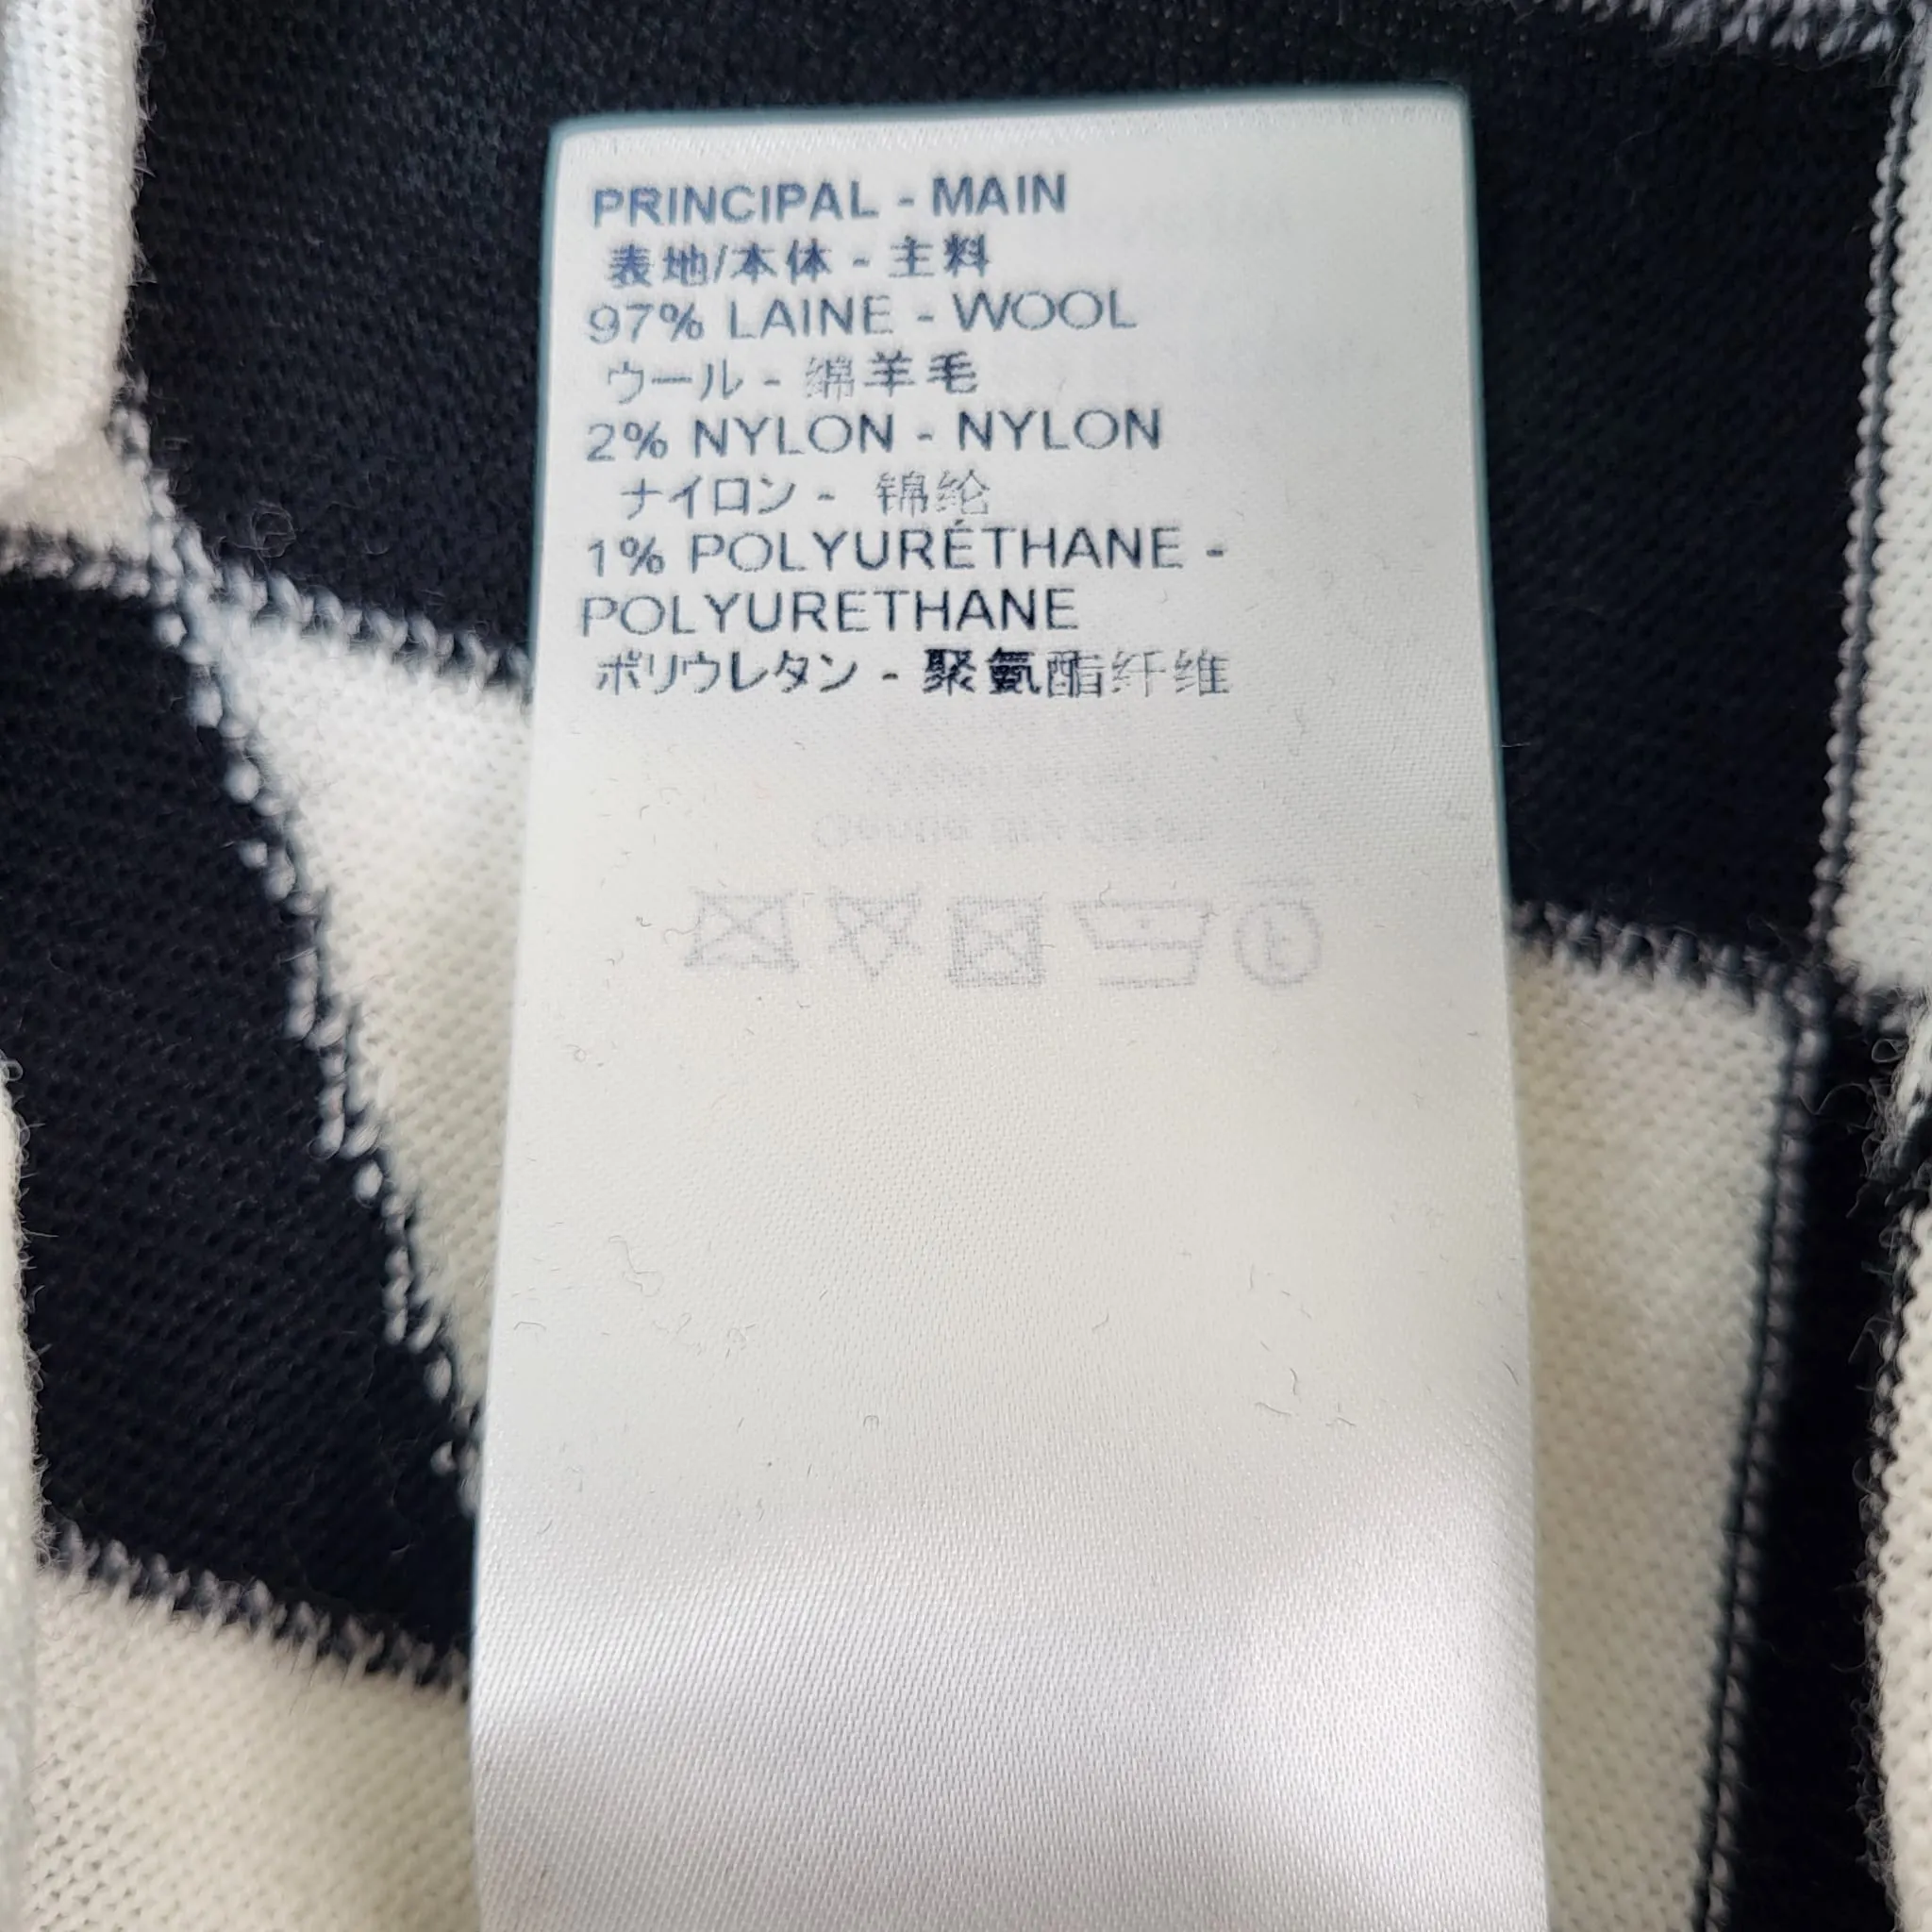 PRINCIPAL - MAIN
表地/本体 - 主料
97% LAINE - WOOL
ウール - 绵羊毛
2% NYLON - NYLON
ナイロン - 锦纶
1% POLYURÉTHANE -
POLYURETHANE
ポリウレタン - 聚氨酯纤维